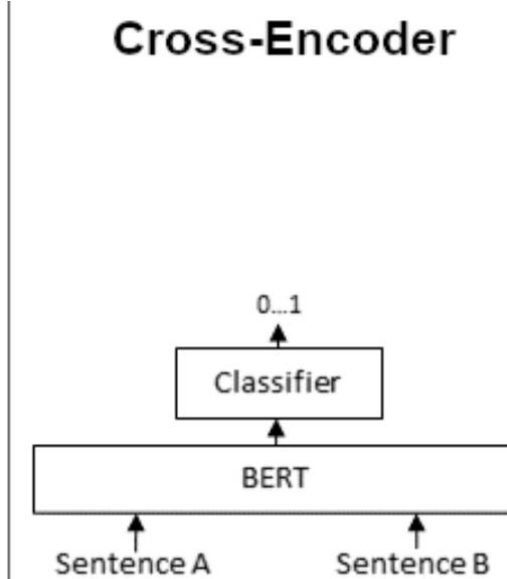 Cross-Encoder
0...1
Classifier
BERT
Sentence A Sentence B